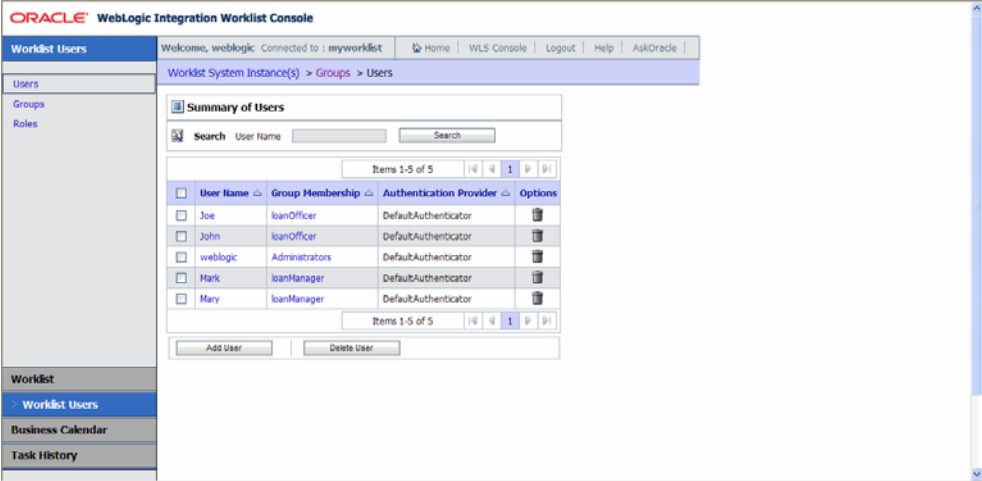 ORACLE WebLogic Integration Worklist Console
Worklist Users
Welcome, weblogic Connected to : myworklist Home WLS Console Logout Help AskOracle
Worklist System Instance(s) > Groups > Users
Users
Groups
Roles
Summary of Users
Search User Name Search
Items 1-5 of 5 1
User Name Group Membership Authentication Provider Options
Joe loanOfficer DefaultAuthenticator
John loanOfficer DefaultAuthenticator
weblogic Administrators DefaultAuthenticator
Mark loanManager DefaultAuthenticator
Mary loanManager DefaultAuthenticator
Items 1-5 of 5 1
Add User Delete User
Worklist
> Worklist Users
Business Calendar
Task History